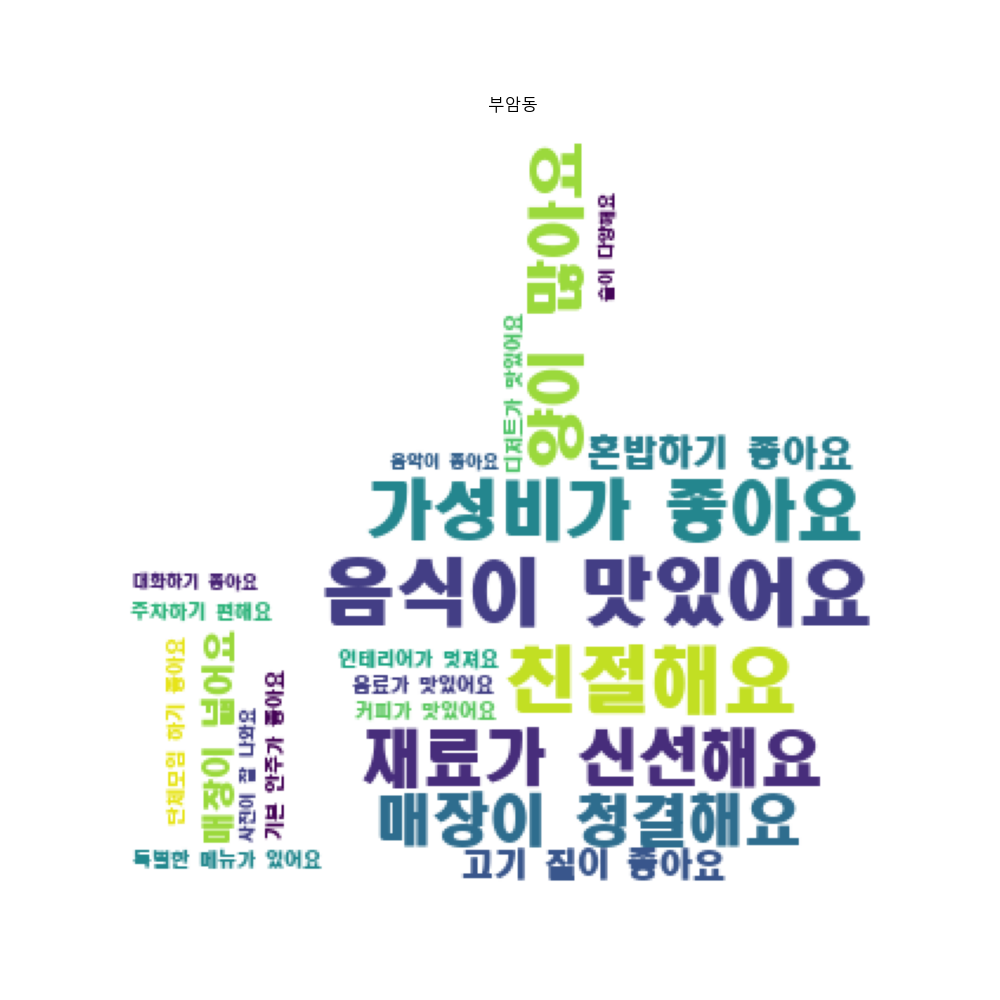 부암동
양이 많아요
술이 다양해요
디저트가 맛있어요
혼밥하기 좋아요
음악이 좋아요
가성비가 좋아요
음식이 맛있어요
대화하기 좋아요
주차하기 편해요
단체모임 하기 좋아요
매장이 넓어요
사진이 잘 나와요
기본 안주가 좋아요
특별한 메뉴가 있어요
인테리어가 멋져요
음료가 맛있어요
커피가 맛있어요
친절해요
재료가 신선해요
매장이 청결해요
고기 질이 좋아요